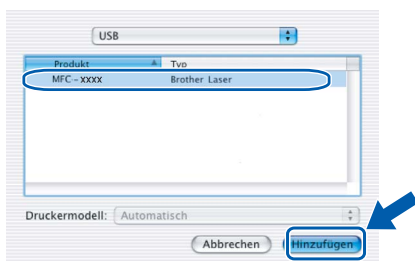 USB
Produkt Typ
MFC - XXXX Brother Laser
Druckermodell: Automatisch
Abbrechen Hinzufügen